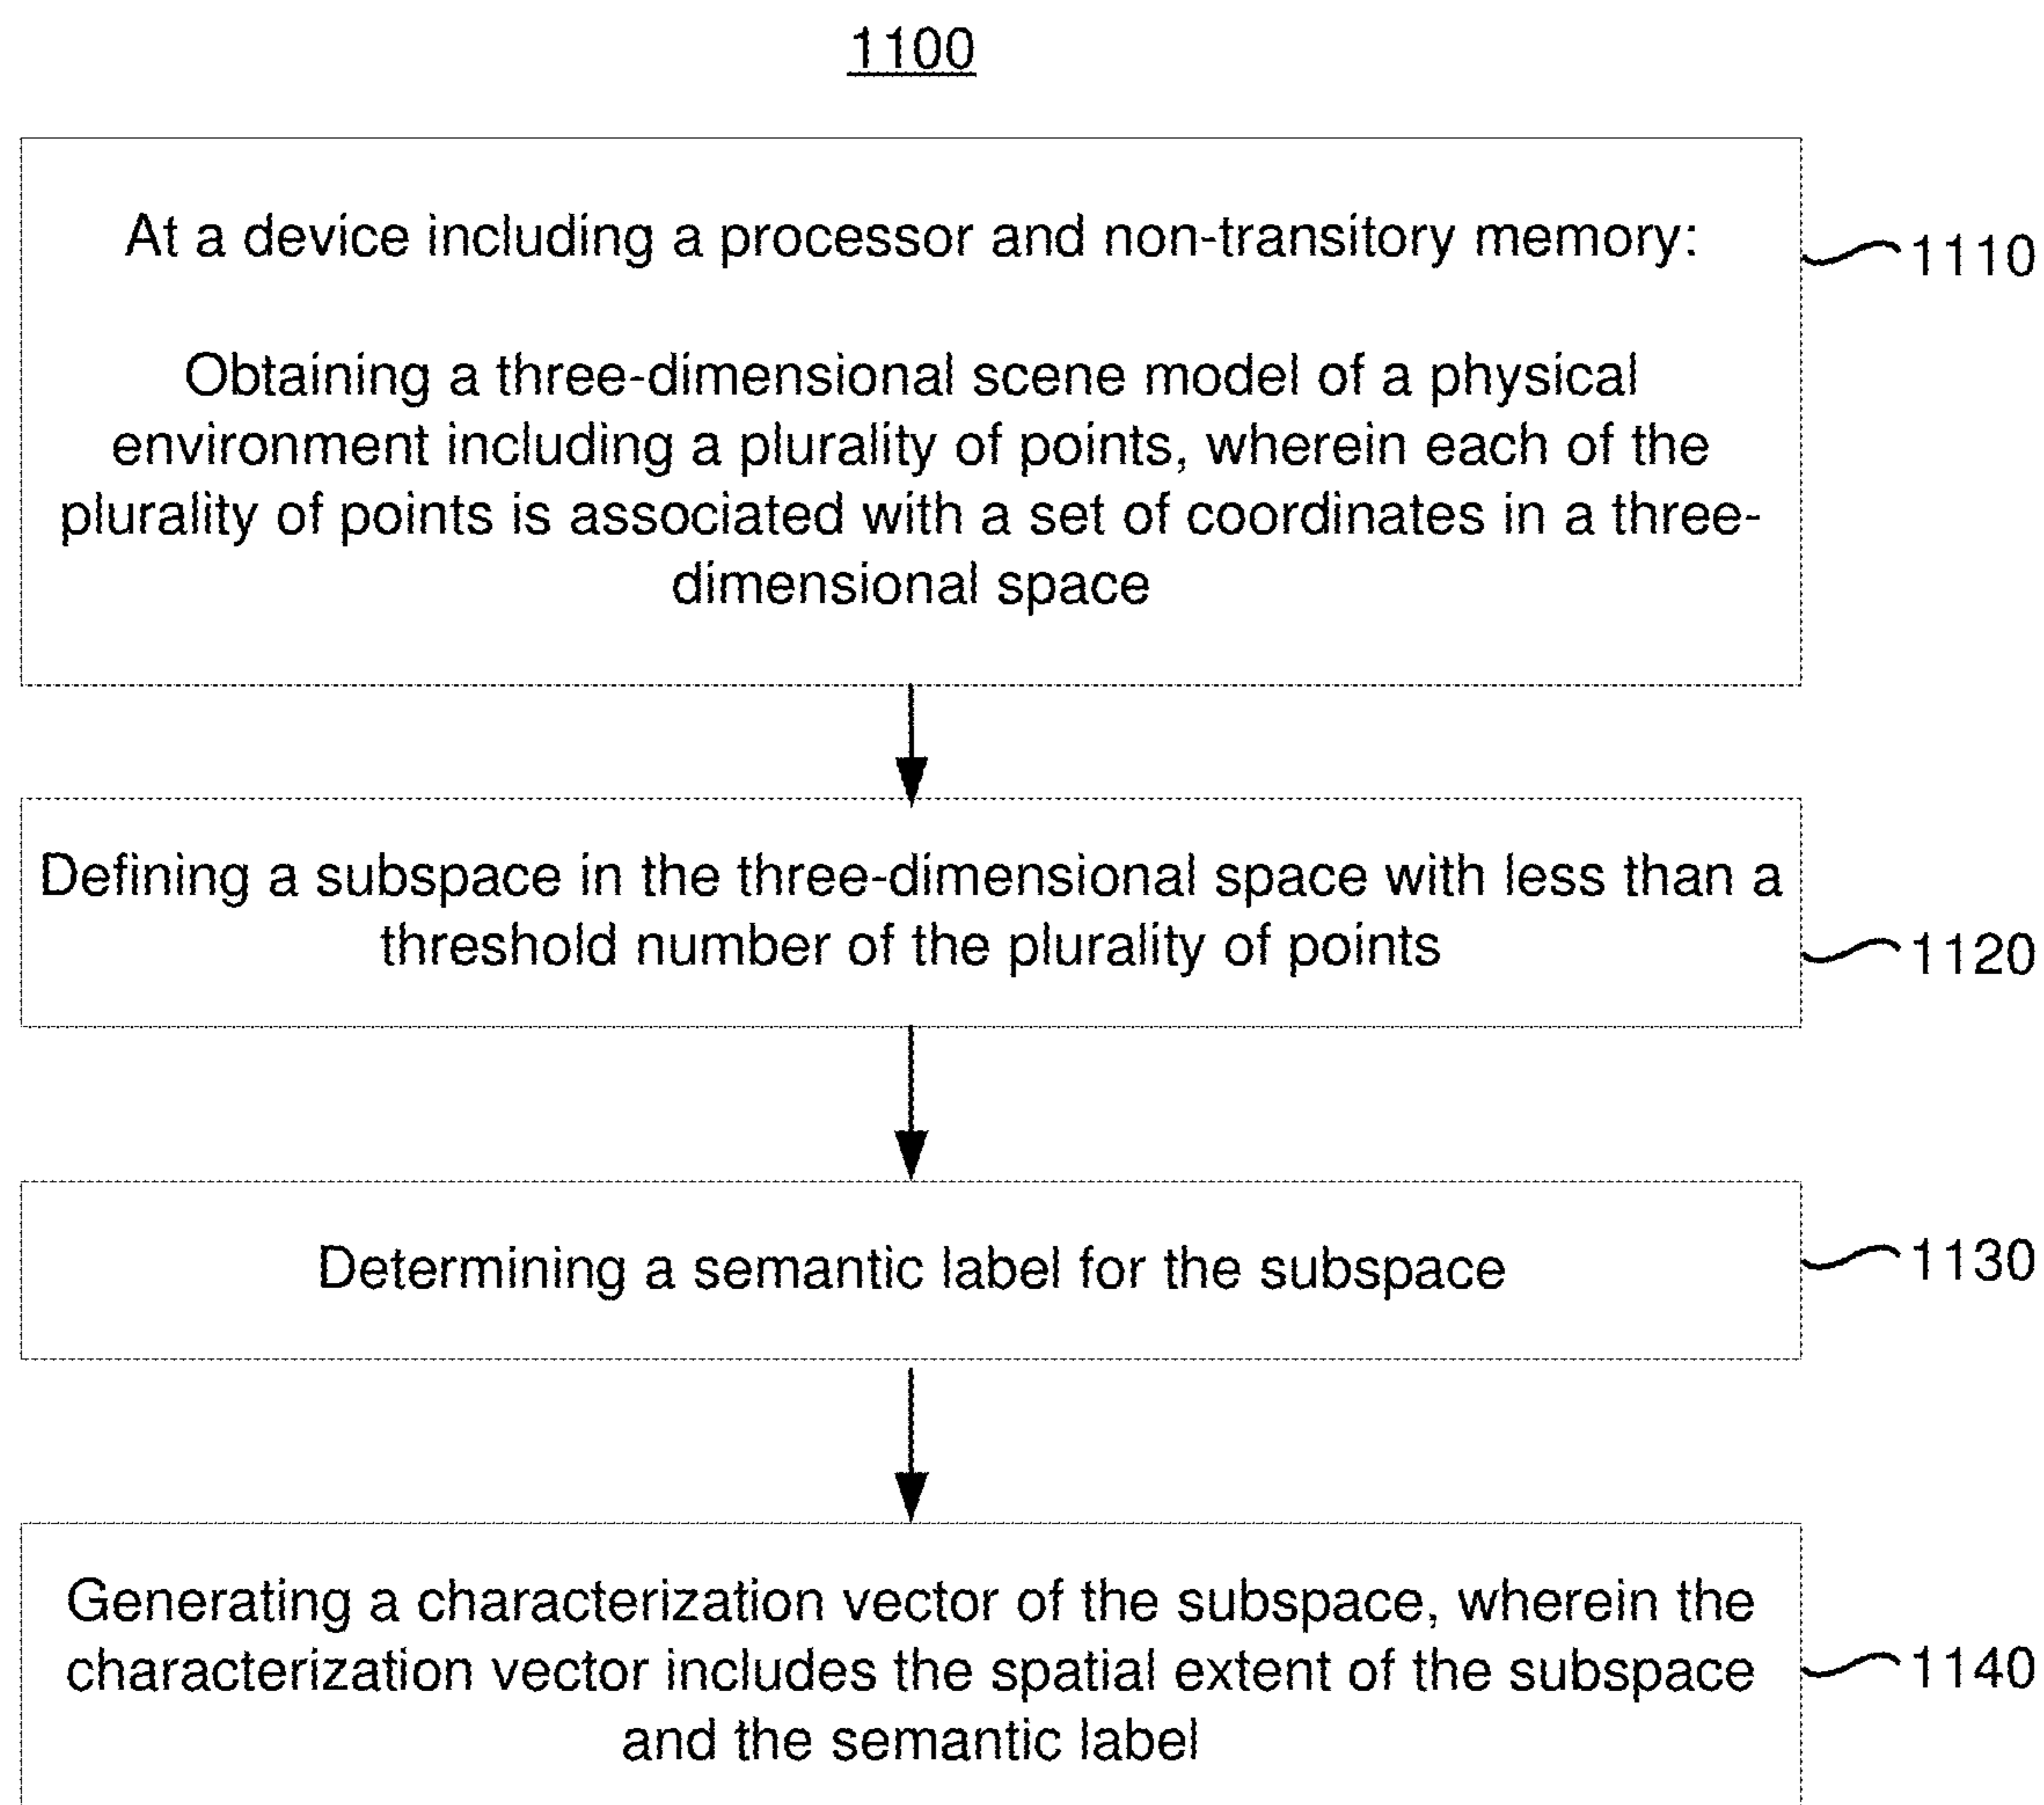 1100
At a device including a processor and non-transitory memory:
1110
Obtaining a three-dimensional scene model of a physical
environment including a plurality of points, wherein each of the
plurality of points is associated with a set of coordinates in a three-
dimensional space
Defining a subspace in the three-dimensional space with less than a
threshold number of the plurality of points
1120
Determining a semantic label for the subspace
1130
Generating a characterization vector of the subspace, wherein the
characterization vector includes the spatial extent of the subspace
1140
and the semantic label